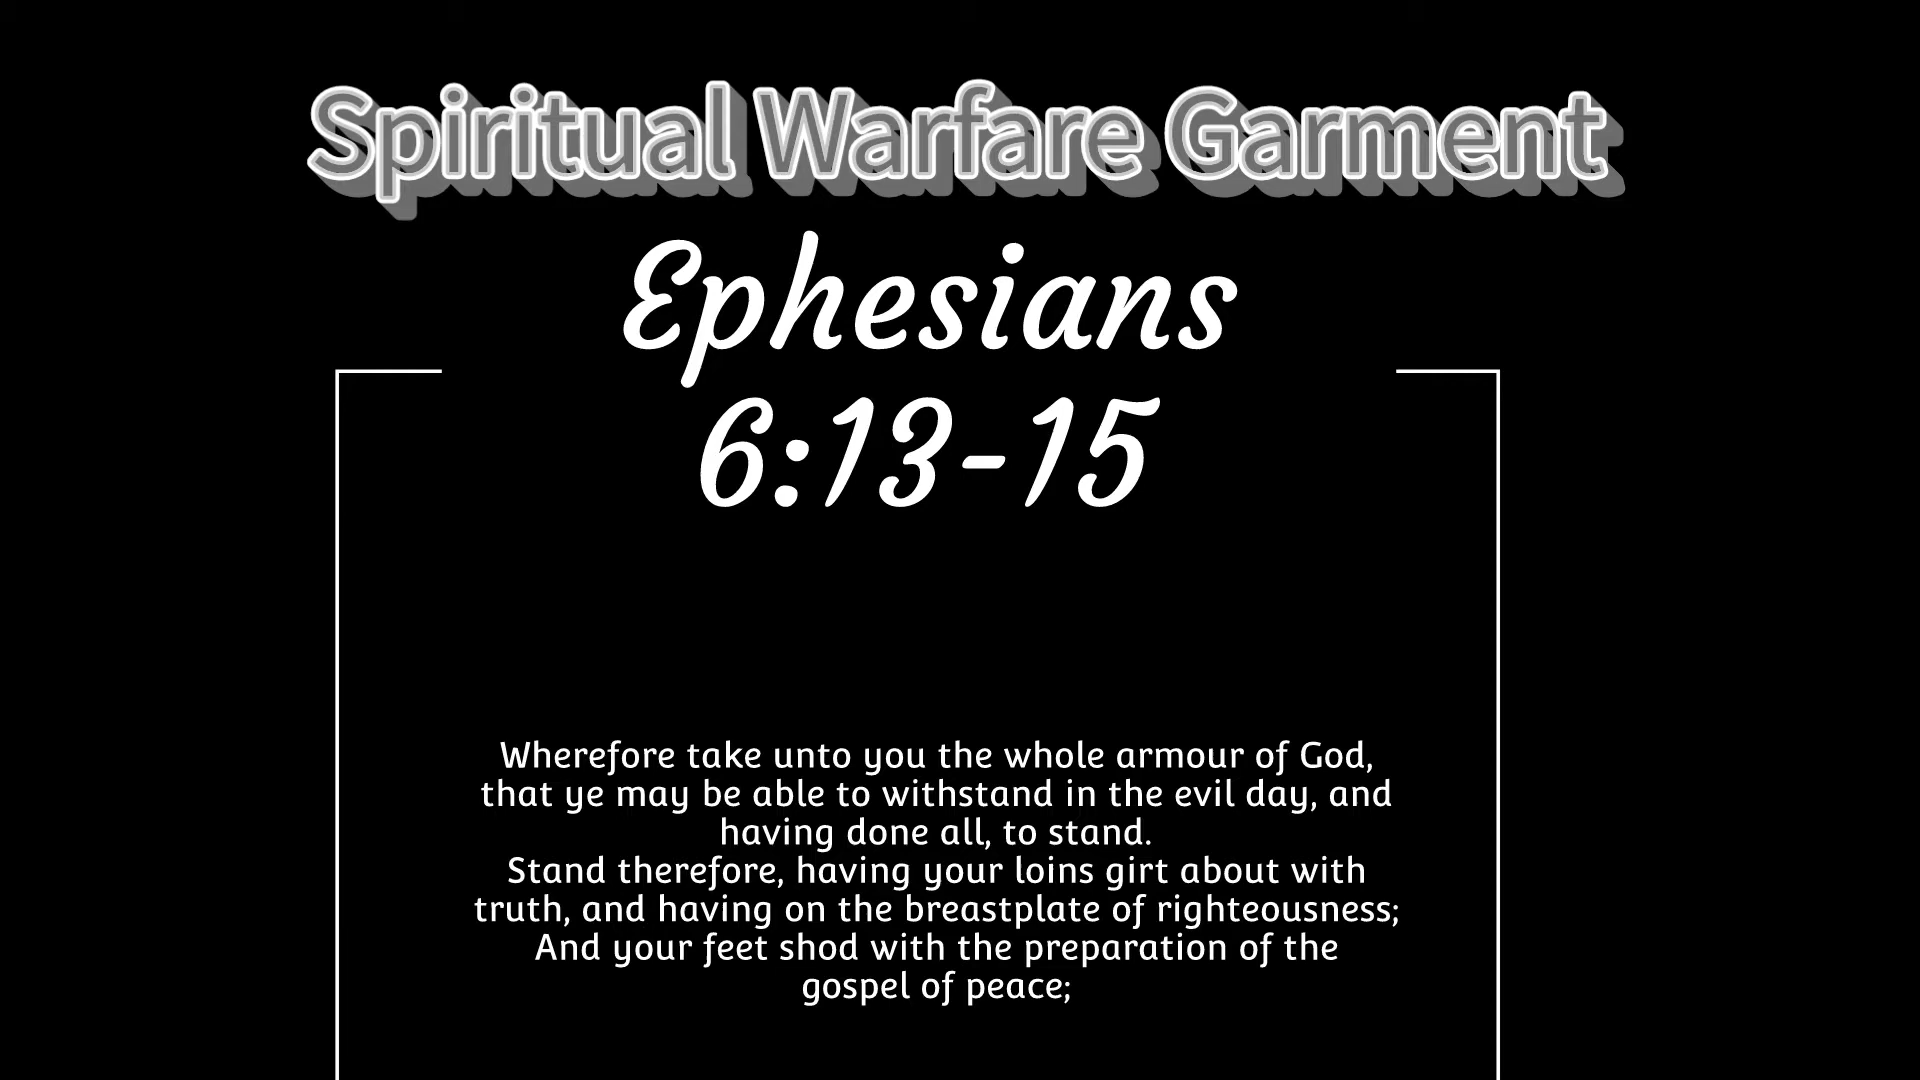 Spiritual Warfare Garment
Ephesians
6:13-15
Wherefore take unto you the whole armour of God,
that ye may be able to withstand in the evil day, and
having done all, to stand.
Stand therefore, having your loins girt about with
truth, and having on the breastplate of righteousness;
And your feet shod with the preparation of the
gospel of peace;